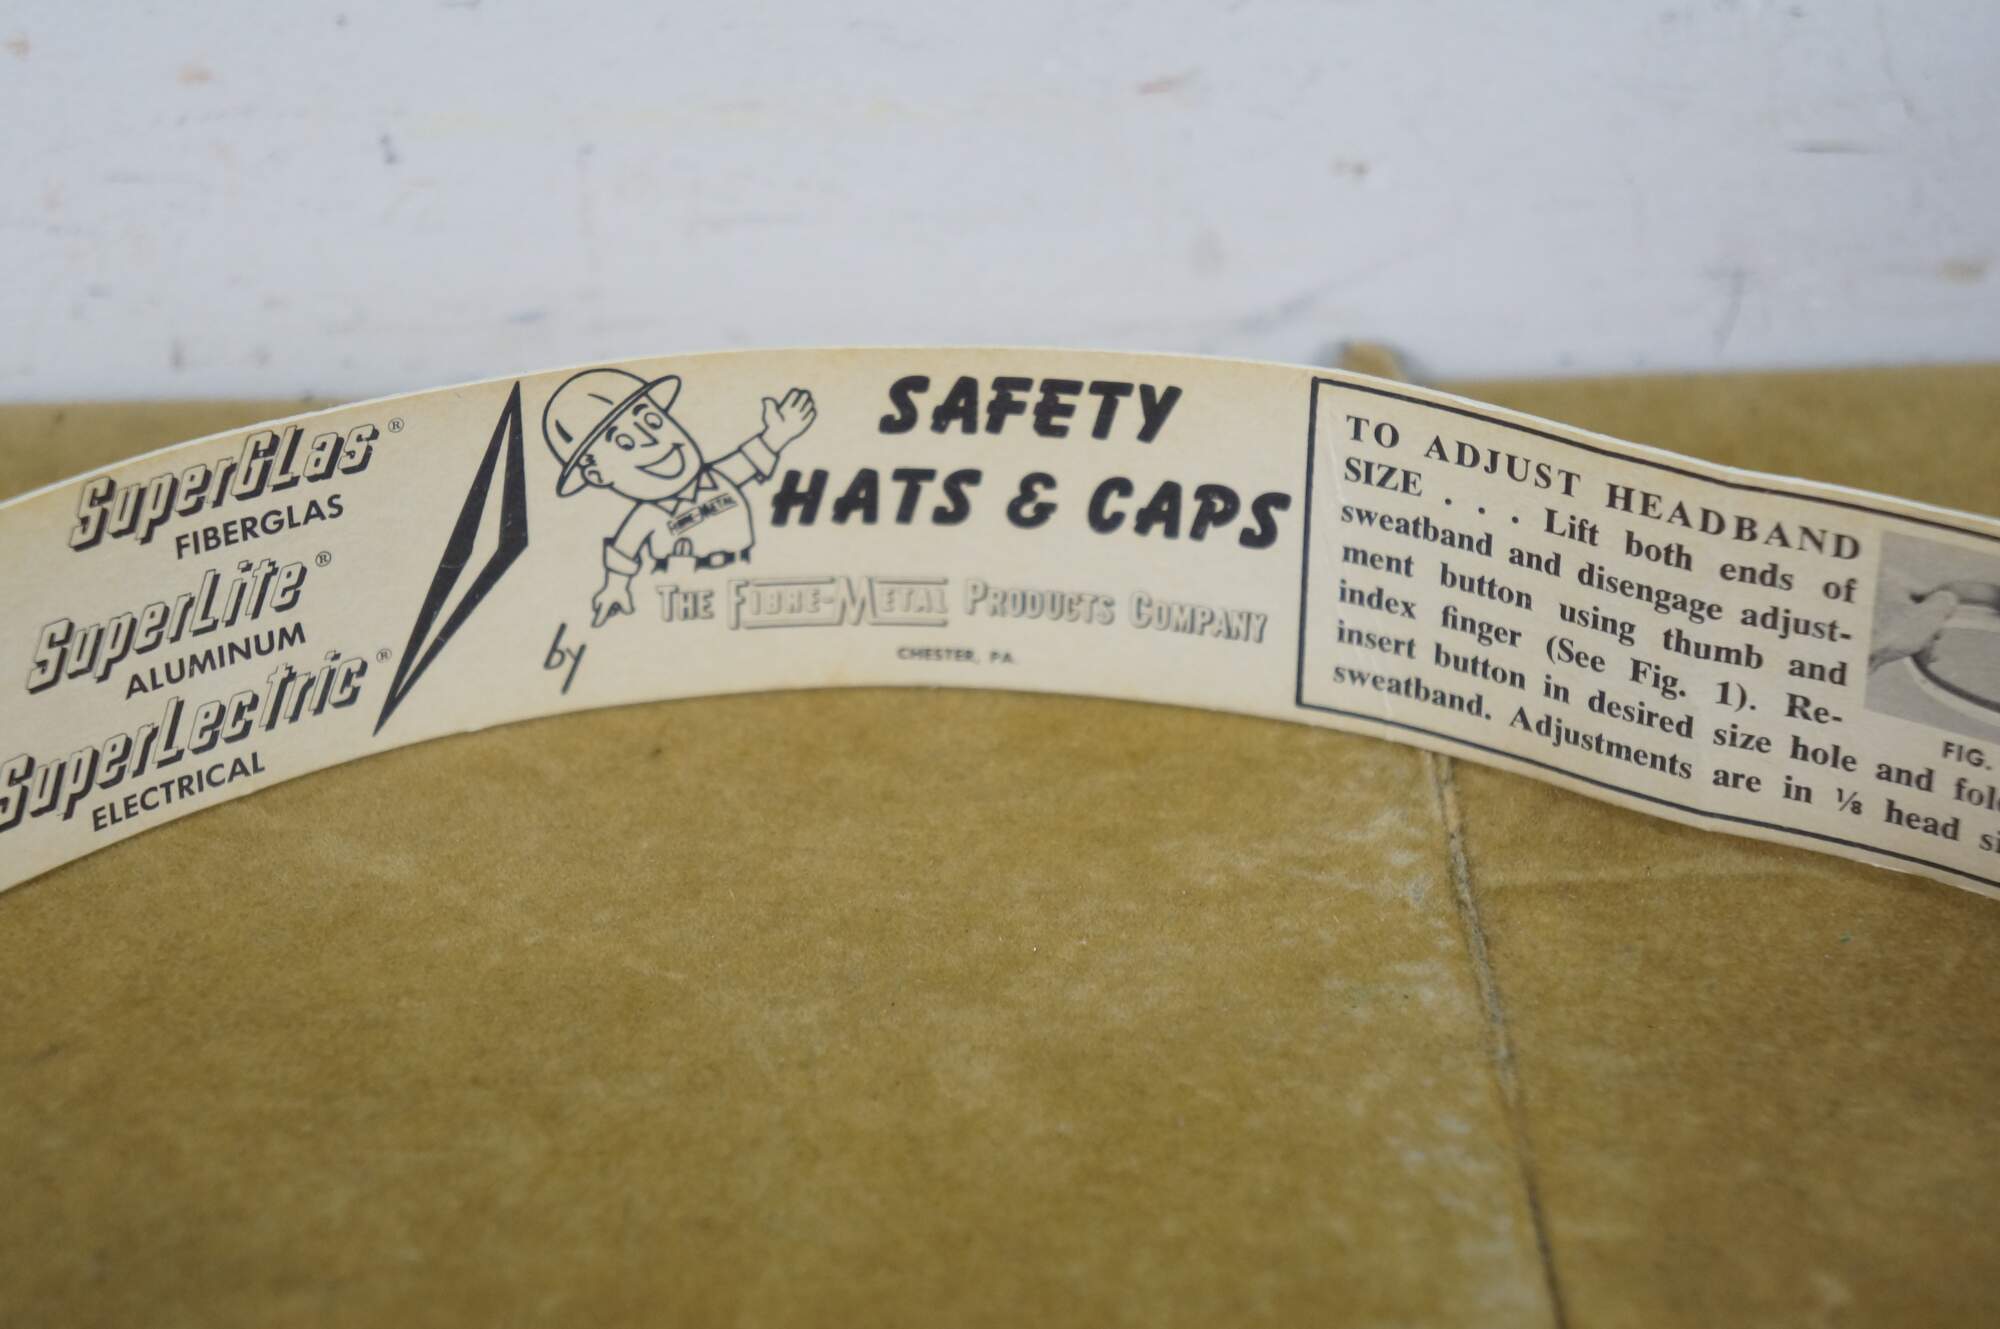 SuperGlas®
FIBERGLAS
SuperLite®
ALUMINUM
SuperLectric®
ELECTRICAL
SAFETY
HATS & CAPS
FIBRE-METAL
by
THE FIBRE-METAL PRODUCTS COMPANY
CHESTER, PA.
TO ADJUST HEADBAND
SIZE . . . Lift both ends of
sweatband and disengage adjust-
ment button using thumb and
index finger (See Fig. 1). Re-
insert button in desired size hole and
sweatband. Adjustments are in ⅛ head
FIG.